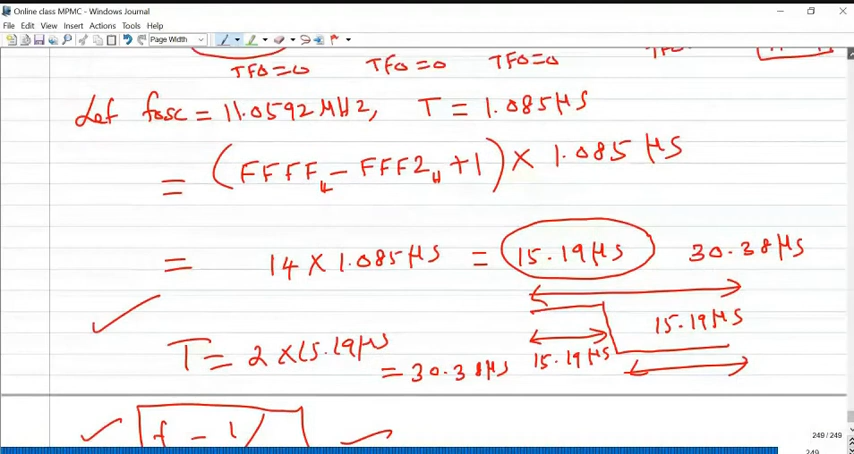 Online class MPMC - Windows Journal
File Edit View Insert Actions Tools Help
Page Width
TF0=0 TF0=0 TF0=0
Let fosc = 11.0592 MHz, T = 1.085 μs
= (FFFFH - FFF2H + 1) × 1.085 μs
= 14 × 1.085 μs = 15.19 μs 30.38 μs
15.19 μs
T = 2 × 15.19 μs = 30.38 μs 15.19 μs
f = 1/
249 / 249
249